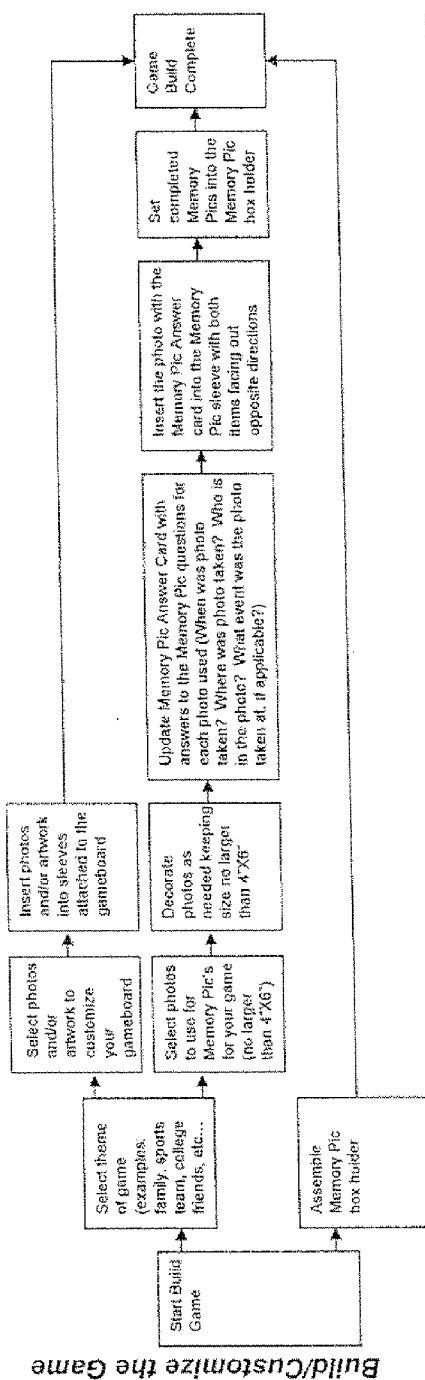 Build/Customize the Game
Start Build
Game
Select theme
of game
(examples,
family, sports
team, college
friends, etc...
Assemble
Memory Pic
box holder
Select photos
and/or
artwork to
customize
your
gameboard
Insert photos
and/or artwork
into sleeves
attached to the
gameboard
Select photos
to use for
Memory Pic's
for your game
(no larger
than 4"X6")
Decorate
photos as
needed keeping
size no larger
than 4"X6"
Update Memory Pic Answer Card with
answers to the Memory Pic questions for
each photo used (When was photo
taken? Where was photo taken? Who is
in the photo? What event was the photo
taken at, if applicable?)
Insert the photo with the
Memory Pic Answer
card into the Memory
Pic sleeve with both
items facing out
opposite directions
Set
completed
Memory
Pics into the
Memory Pic
box holder
Game
Build
Complete